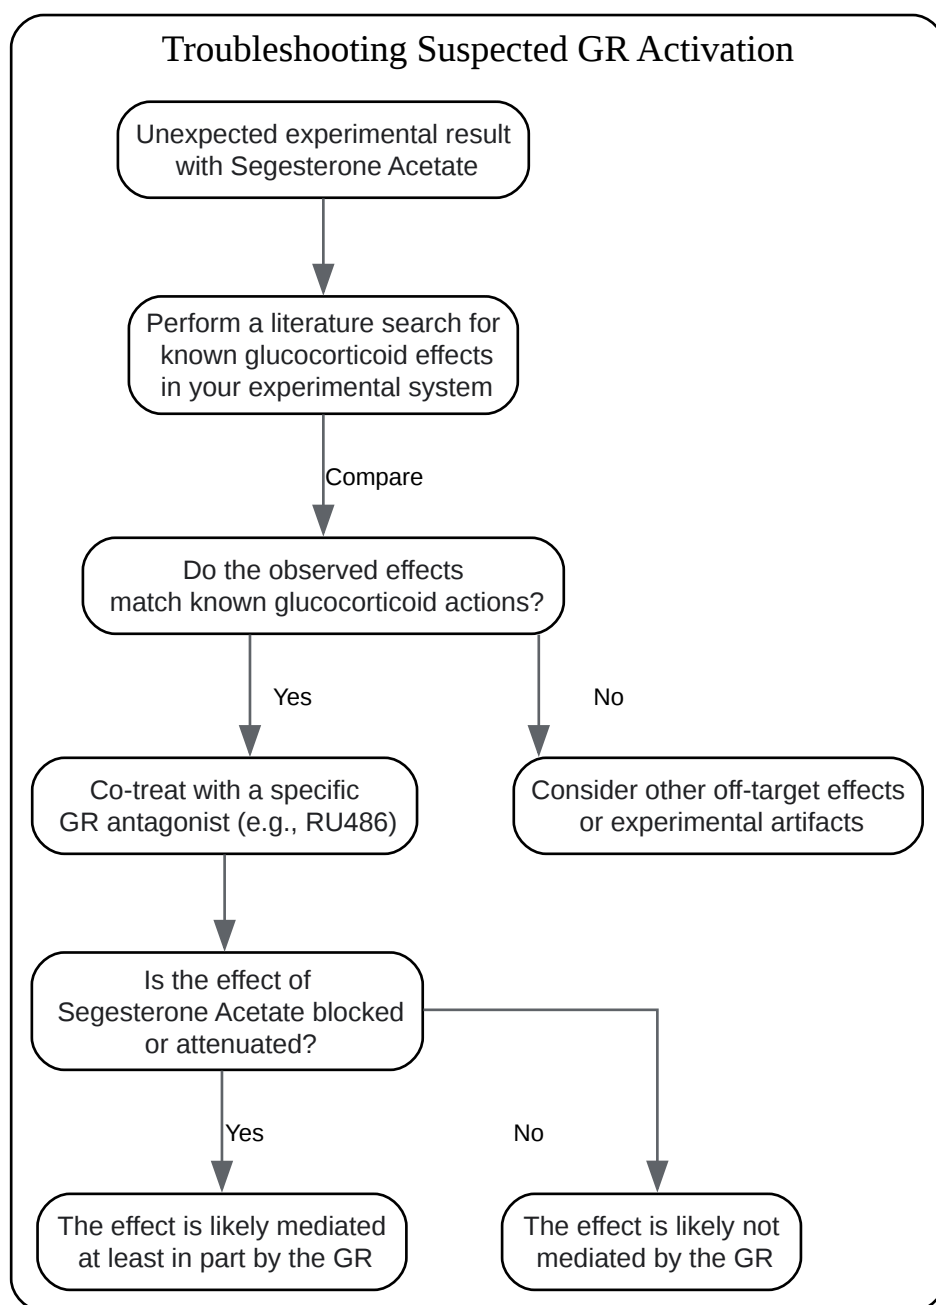 Troubleshooting Suspected GR Activation
Unexpected experimental result
with Segesterone Acetate
Perform a literature search for
known glucocorticoid effects
in your experimental system
Compare
Do the observed effects
match known glucocorticoid actions?
Yes
No
Co-treat with a specific
GR antagonist (e.g., RU486)
Consider other off-target effects
or experimental artifacts
Is the effect of
Segesterone Acetate blocked
or attenuated?
Yes
No
The effect is likely mediated
at least in part by the GR
The effect is likely not
mediated by the GR